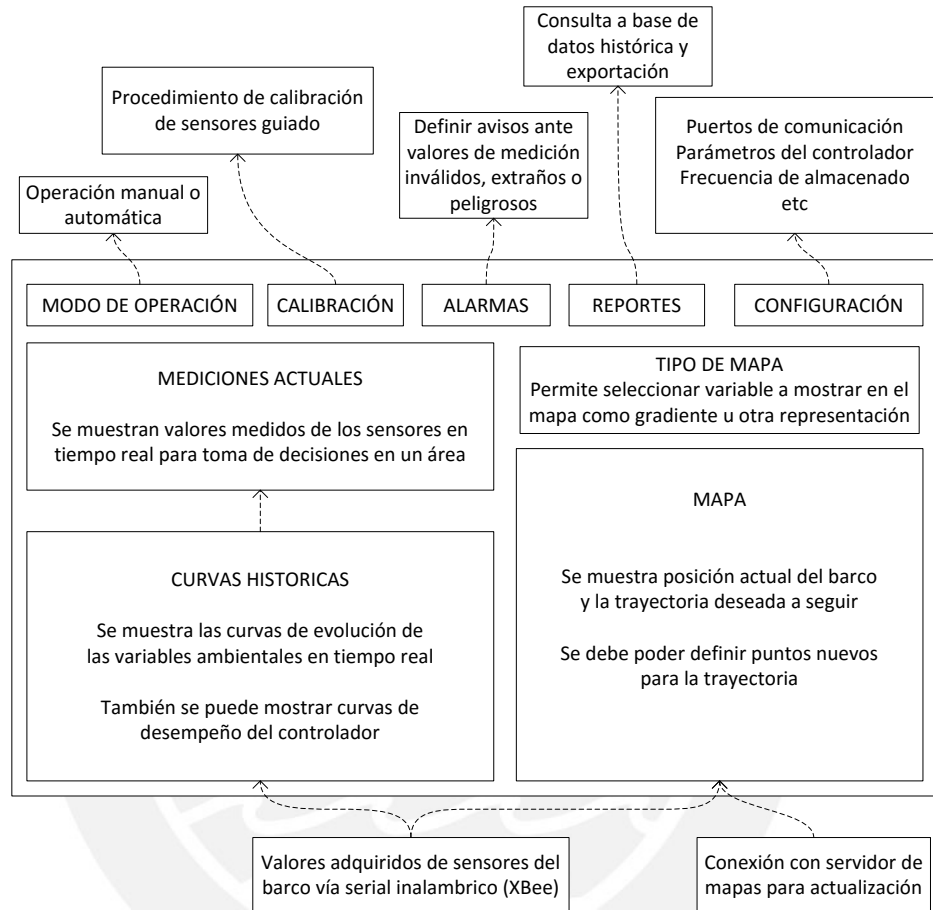 Consulta a base de
datos histórica y
exportación
Procedimiento de calibración
de sensores guiado
Definir avisos ante
valores de medición
inválidos, extraños o
peligrosos
Puertos de comunicación
Parámetros del controlador
Frecuencia de almacenado
etc
Operación manual o
automática
MODO DE OPERACIÓN
CALIBRACIÓN
ALARMAS
REPORTES
CONFIGURACIÓN
MEDICIONES ACTUALES
Se muestran valores medidos de los sensores en
tiempo real para toma de decisiones en un área
TIPO DE MAPA
Permite seleccionar variable a mostrar en el
mapa como gradiente u otra representación
CURVAS HISTORICAS
Se muestra las curvas de evolución de
las variables ambientales en tiempo real
También se puede mostrar curvas de
desempeño del controlador
MAPA
Se muestra posición actual del barco
y la trayectoria deseada a seguir
Se debe poder definir puntos nuevos
para la trayectoria
Valores adquiridos de sensores del
barco vía serial inalambrico (XBee)
Conexión con servidor de
mapas para actualización